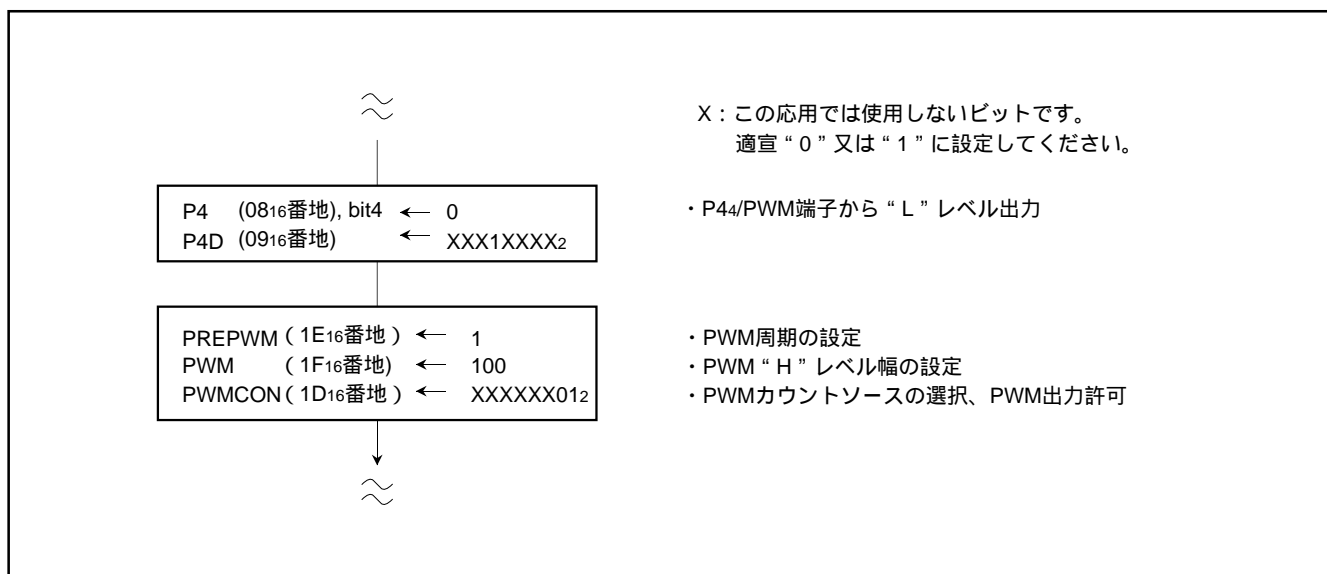 X：この応用では使用しないビットです。
適宣“0”又は“1”に設定してください。
P4 (0816番地), bit4 ← 0
P4D (0916番地) ← XXX1XXXX2
・P44/PWM端子から“L”レベル出力
PREPWM（1E16番地）← 1
PWM （1F16番地) ← 100
PWMCON（1D16番地）← XXXXXX012
・PWM周期の設定
・PWM“H”レベル幅の設定
・PWMカウントソースの選択、PWM出力許可